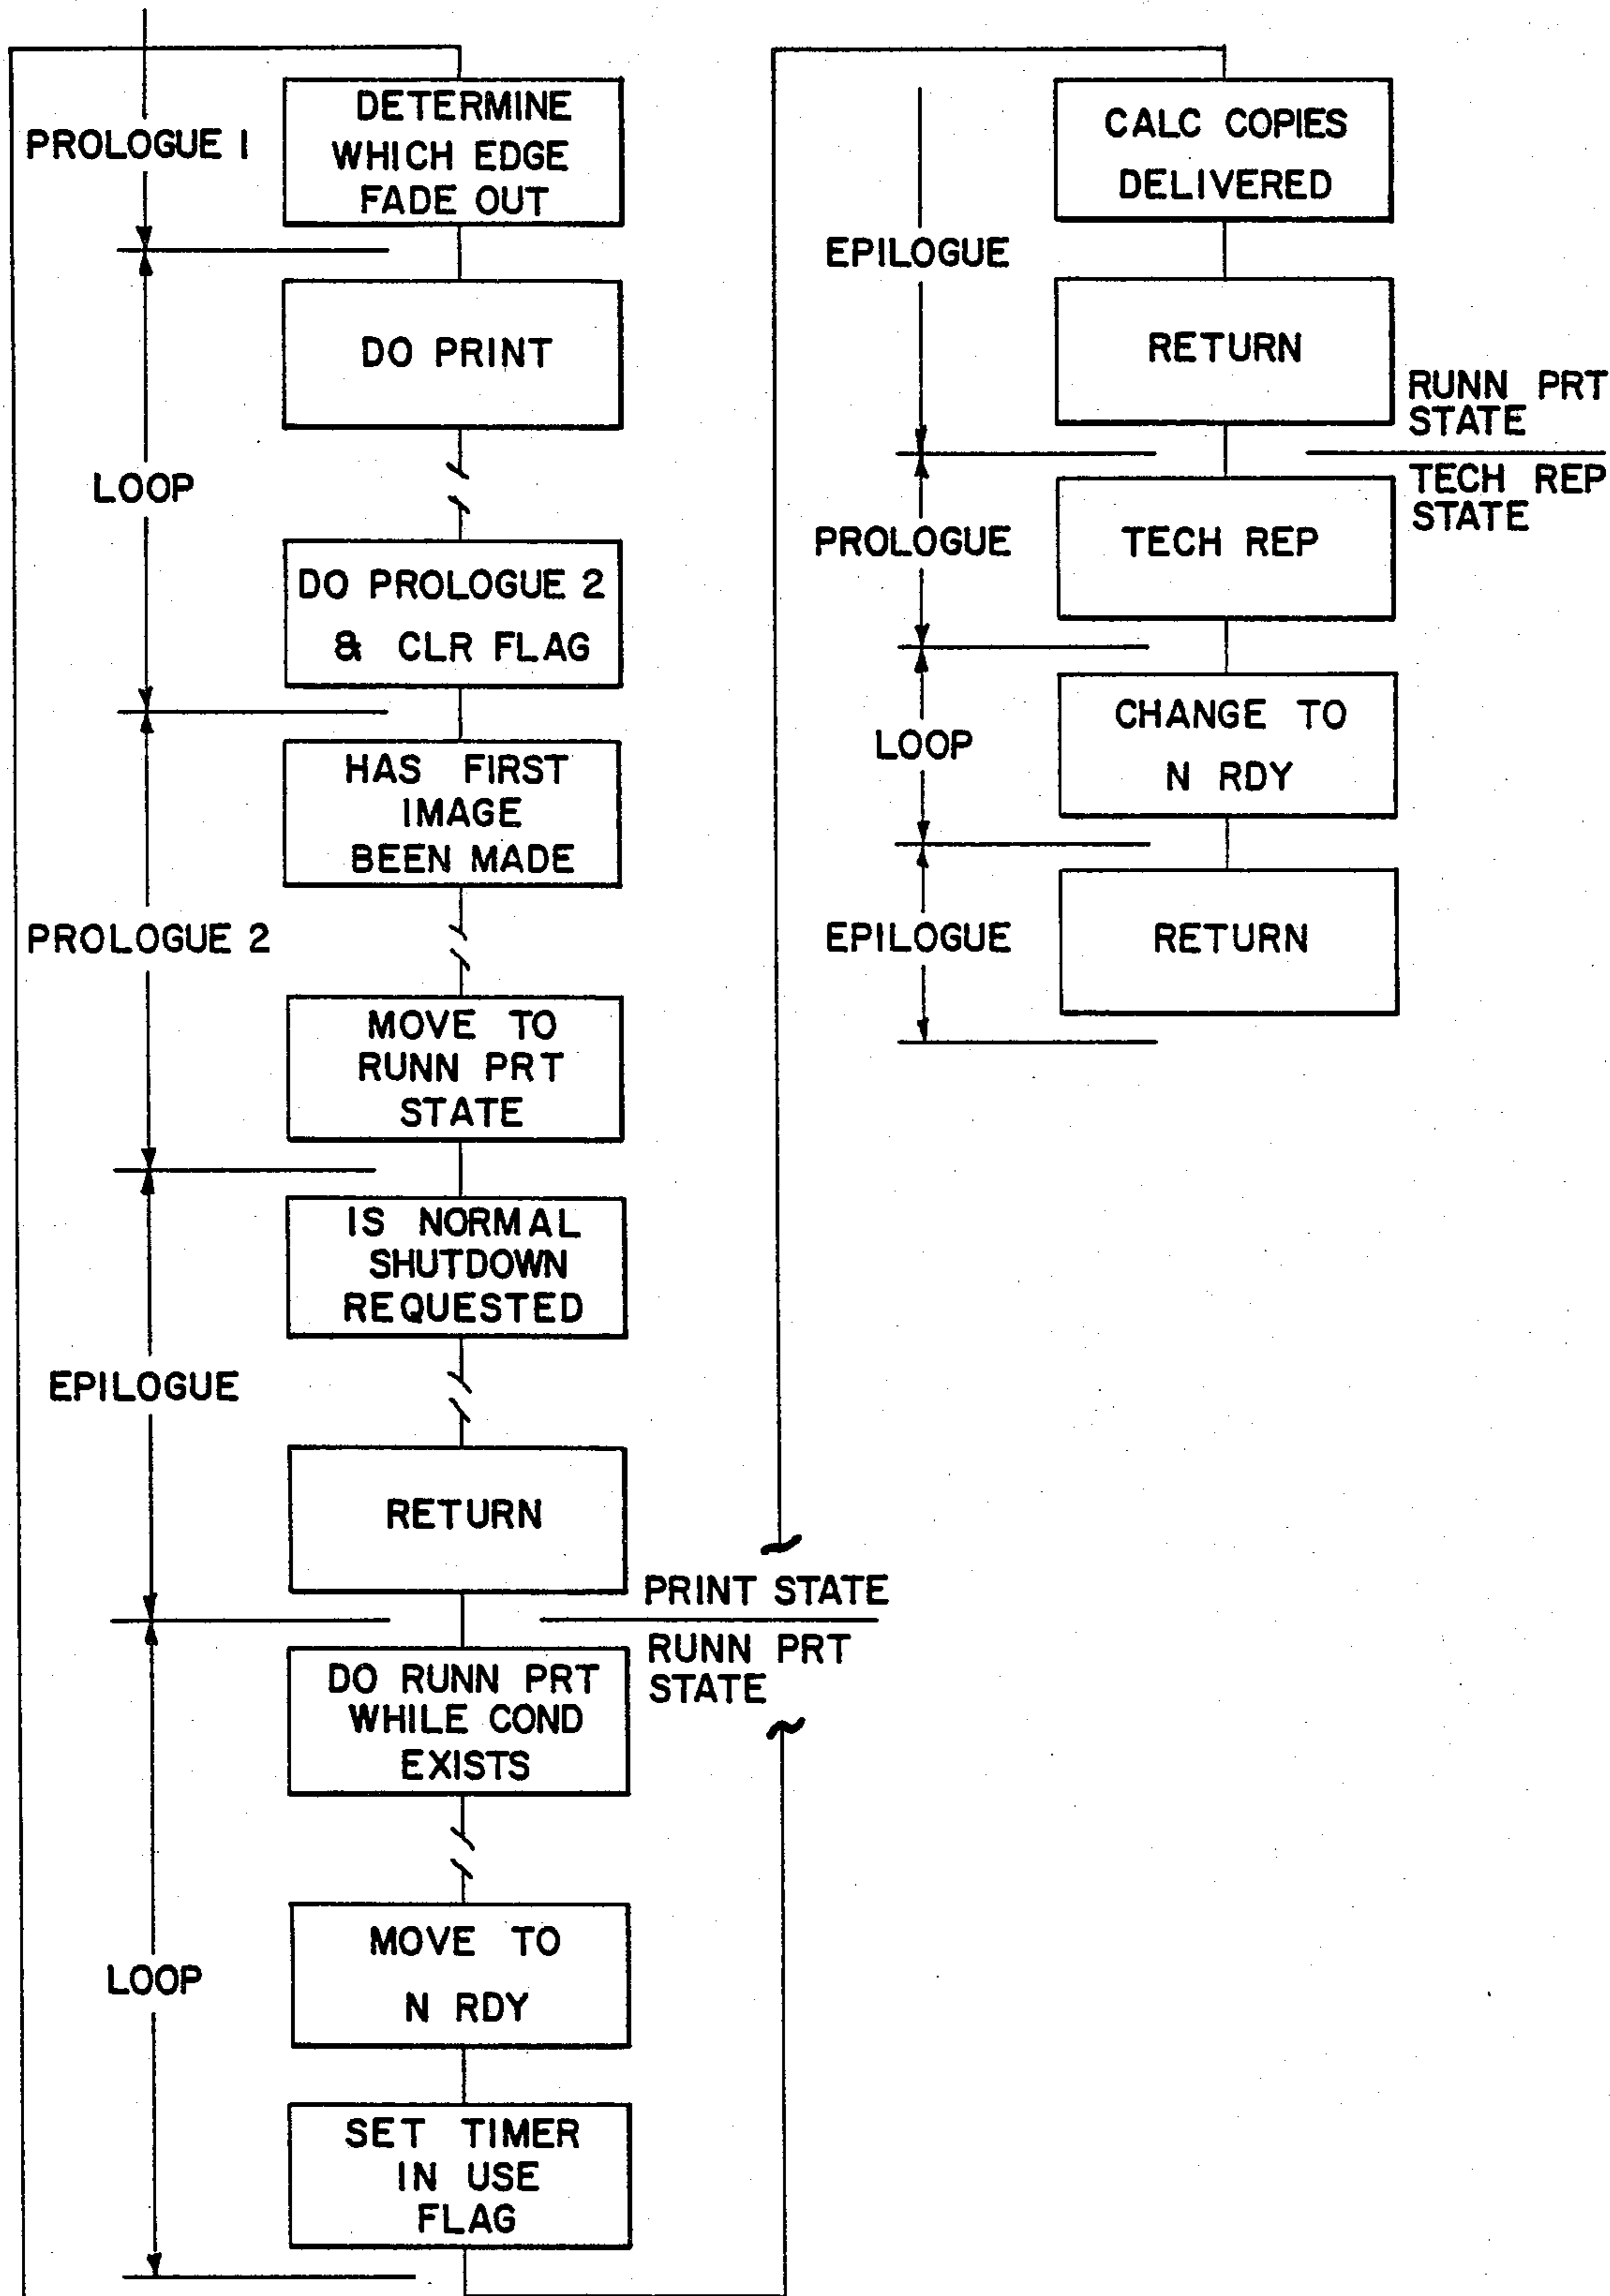 PROLOGUE 1
DETERMINE
WHICH EDGE
FADE OUT
LOOP
DO PRINT
DO PROLOGUE 2
& CLR FLAG
PROLOGUE 2
HAS FIRST
IMAGE
BEEN MADE
MOVE TO
RUNN PRT
STATE
EPILOGUE
IS NORMAL
SHUTDOWN
REQUESTED
RETURN
PRINT STATE
RUNN PRT
STATE
LOOP
DO RUNN PRT
WHILE COND
EXISTS
MOVE TO
N RDY
SET TIMER
IN USE
FLAG
EPILOGUE
CALC COPIES
DELIVERED
RETURN
RUNN PRT
STATE
TECH REP
STATE
PROLOGUE
TECH REP
LOOP
CHANGE TO
N RDY
EPILOGUE
RETURN